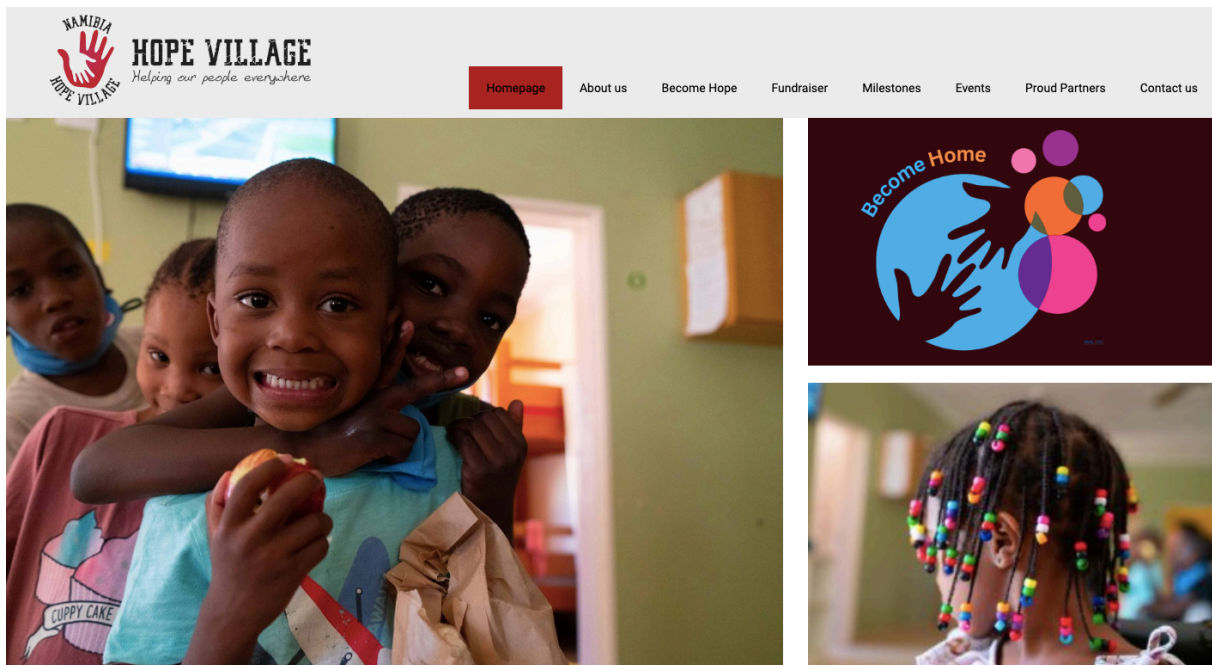 NAMIBIA
HOPE VILLAGE
HOPE VILLAGE
Helping our people everywhere
Homepage
About us
Become Hope
Fundraiser
Milestones
Events
Proud Partners
Contact us
Become Home
CUPPY CAKE